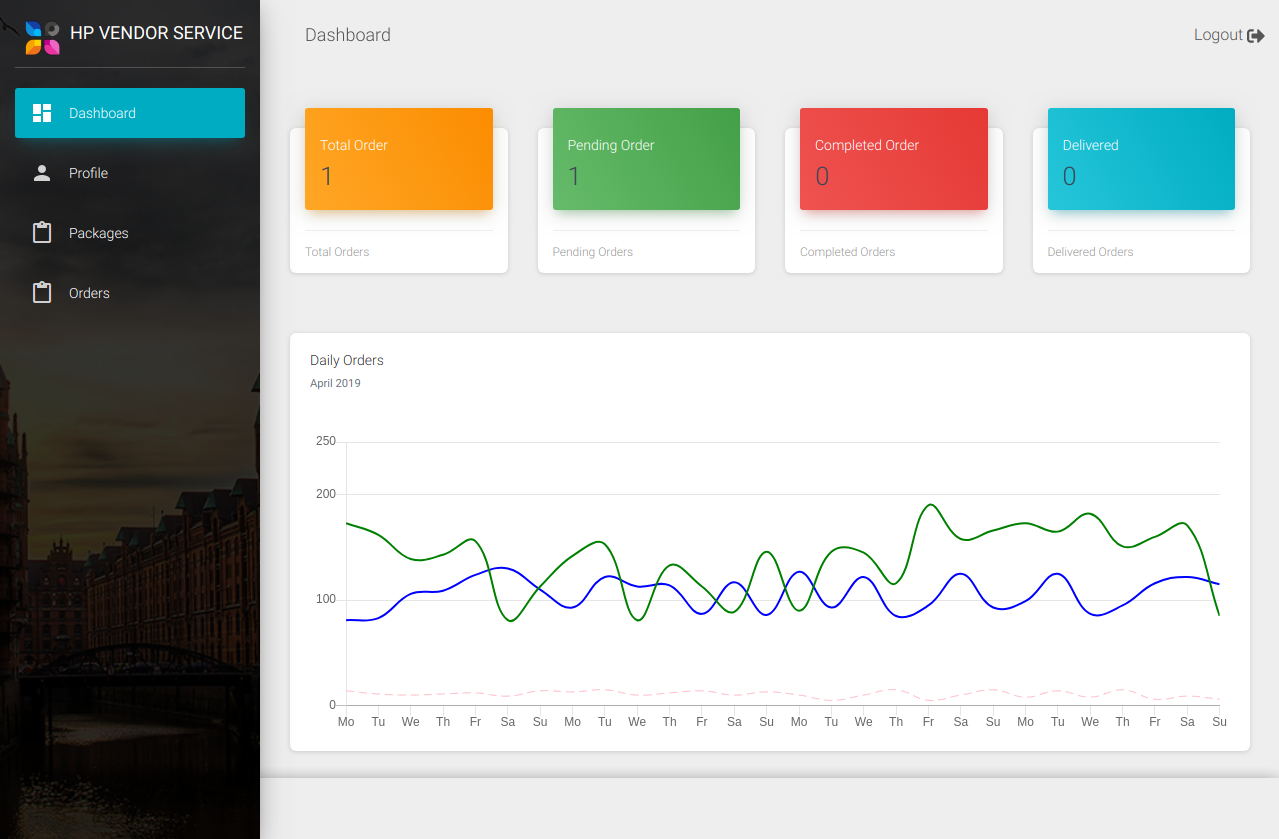 HP VENDOR SERVICE
Dashboard
Profile
Packages
Orders
Dashboard
Logout
Total Order
1
Total Orders
Pending Order
1
Pending Orders
Completed Order
0
Completed Orders
Delivered
0
Delivered Orders
Daily Orders
April 2019
250
200
100
0
Mo Tu We Th Fr Sa Su Mo Tu We Th Fr Sa Su Mo Tu We Th Fr Sa Su Mo Tu We Th Fr Sa Su